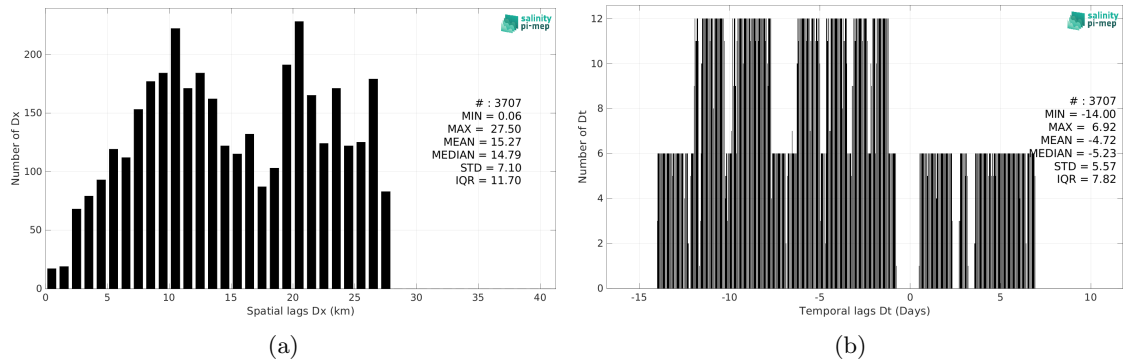 salinity
pi-mep
200
150
100
50
0
Number of Dx
# : 3707
MIN = 0.06
MAX = 27.50
MEAN = 15.27
MEDIAN = 14.79
STD = 7.10
IQR = 11.70
0 5 10 15 20 25 30 35 40
Spatial lags Dx (km)
(a)
salinity
pi-mep
12
10
8
6
4
2
0
Number of Dt
# : 3707
MIN = -14.00
MAX = 6.92
MEAN = -4.72
MEDIAN = -5.23
STD = 5.57
IQR = 7.82
-15 -10 -5 0 5 10
Temporal lags Dt (Days)
(b)